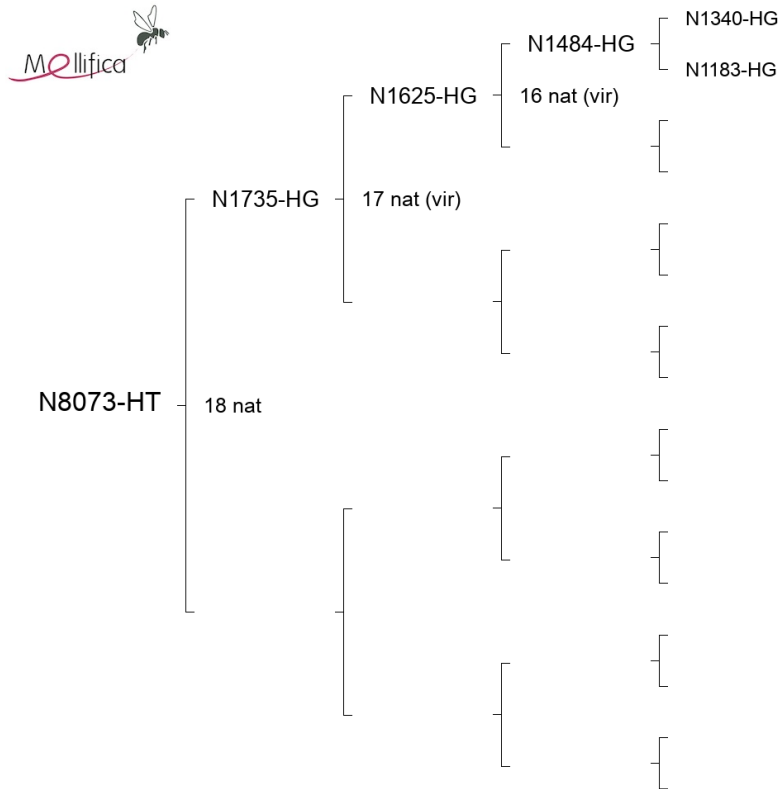 Mellifica
N1340-HG
N1484-HG
N1183-HG
N1625-HG
16 nat (vir)
N1735-HG
17 nat (vir)
N8073-HT
18 nat